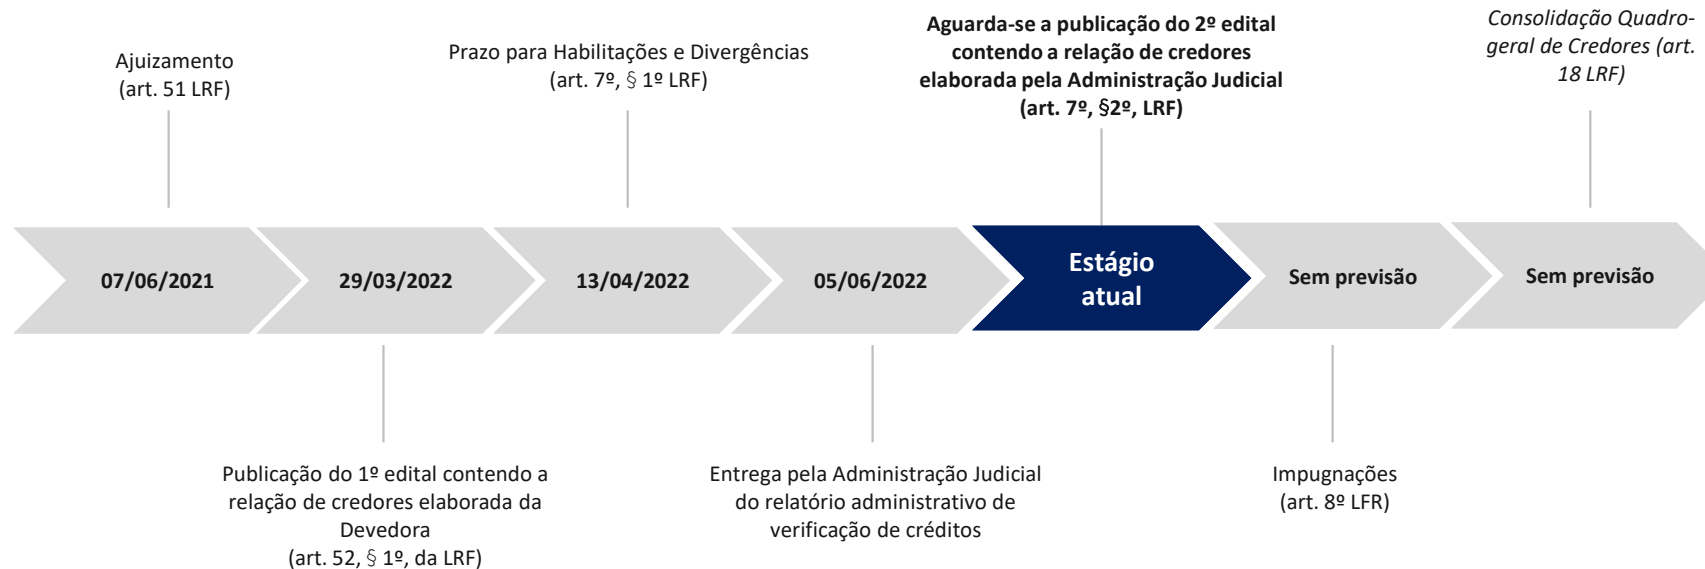 Ajuizamento
(art. 51 LRF)
Prazo para Habilitações e Divergências
(art. 7º, § 1º LRF)
Aguarda-se a publicação do 2º edital
contendo a relação de credores
elaborada pela Administração Judicial
(art. 7º, §2º, LRF)
Consolidação Quadro-
geral de Credores (art.
18 LRF)
07/06/2021
29/03/2022
13/04/2022
05/06/2022
Estágio
atual
Sem previsão
Sem previsão
Publicação do 1º edital contendo a
relação de credores elaborada da
Devedora
(art. 52, § 1º, da LRF)
Entrega pela Administração Judicial
do relatório administrativo de
verificação de créditos
Impugnações
(art. 8º LFR)